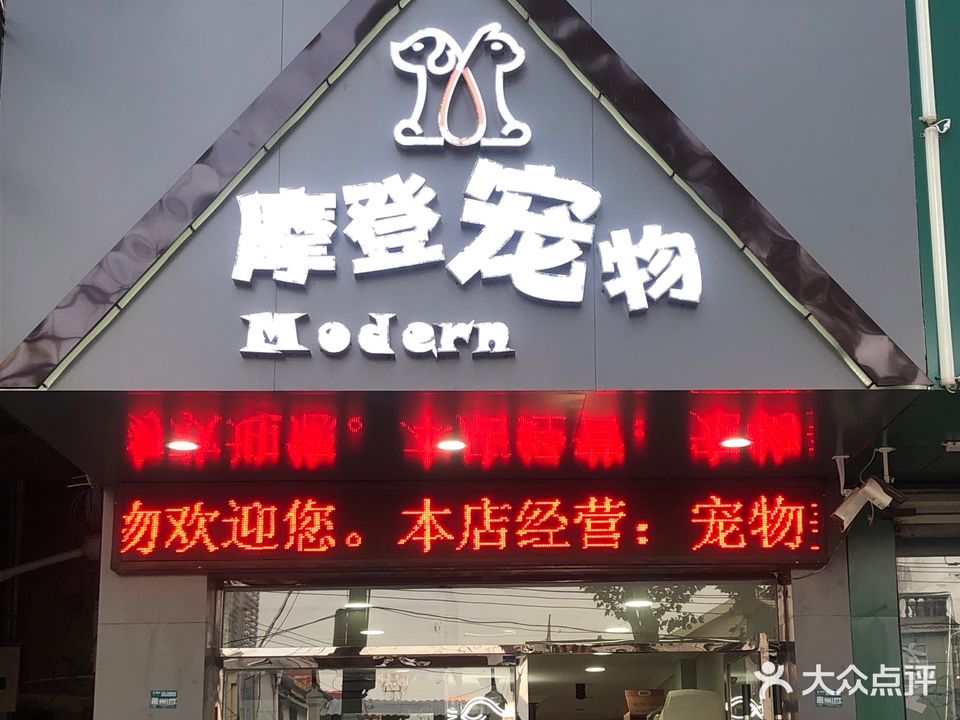 摩登宠物
Modern
勿欢迎您。本店经营：宠物
大众点评